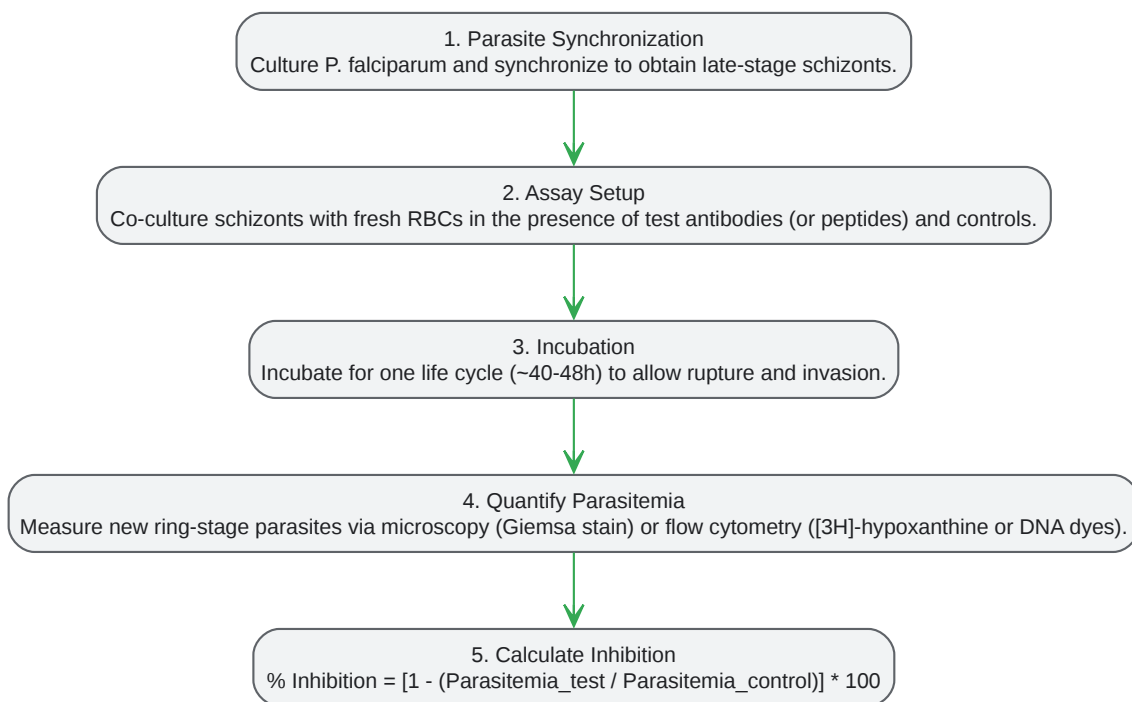 1. Parasite Synchronization
Culture P. falciparum and synchronize to obtain late-stage schizonts.
2. Assay Setup
Co-culture schizonts with fresh RBCs in the presence of test antibodies (or peptides) and controls.
3. Incubation
Incubate for one life cycle (~40-48h) to allow rupture and invasion.
4. Quantify Parasitemia
Measure new ring-stage parasites via microscopy (Giemsa stain) or flow cytometry ([3H]-hypoxanthine or DNA dyes).
5. Calculate Inhibition
% Inhibition = [1 - (Parasitemia_test / Parasitemia_control)] * 100